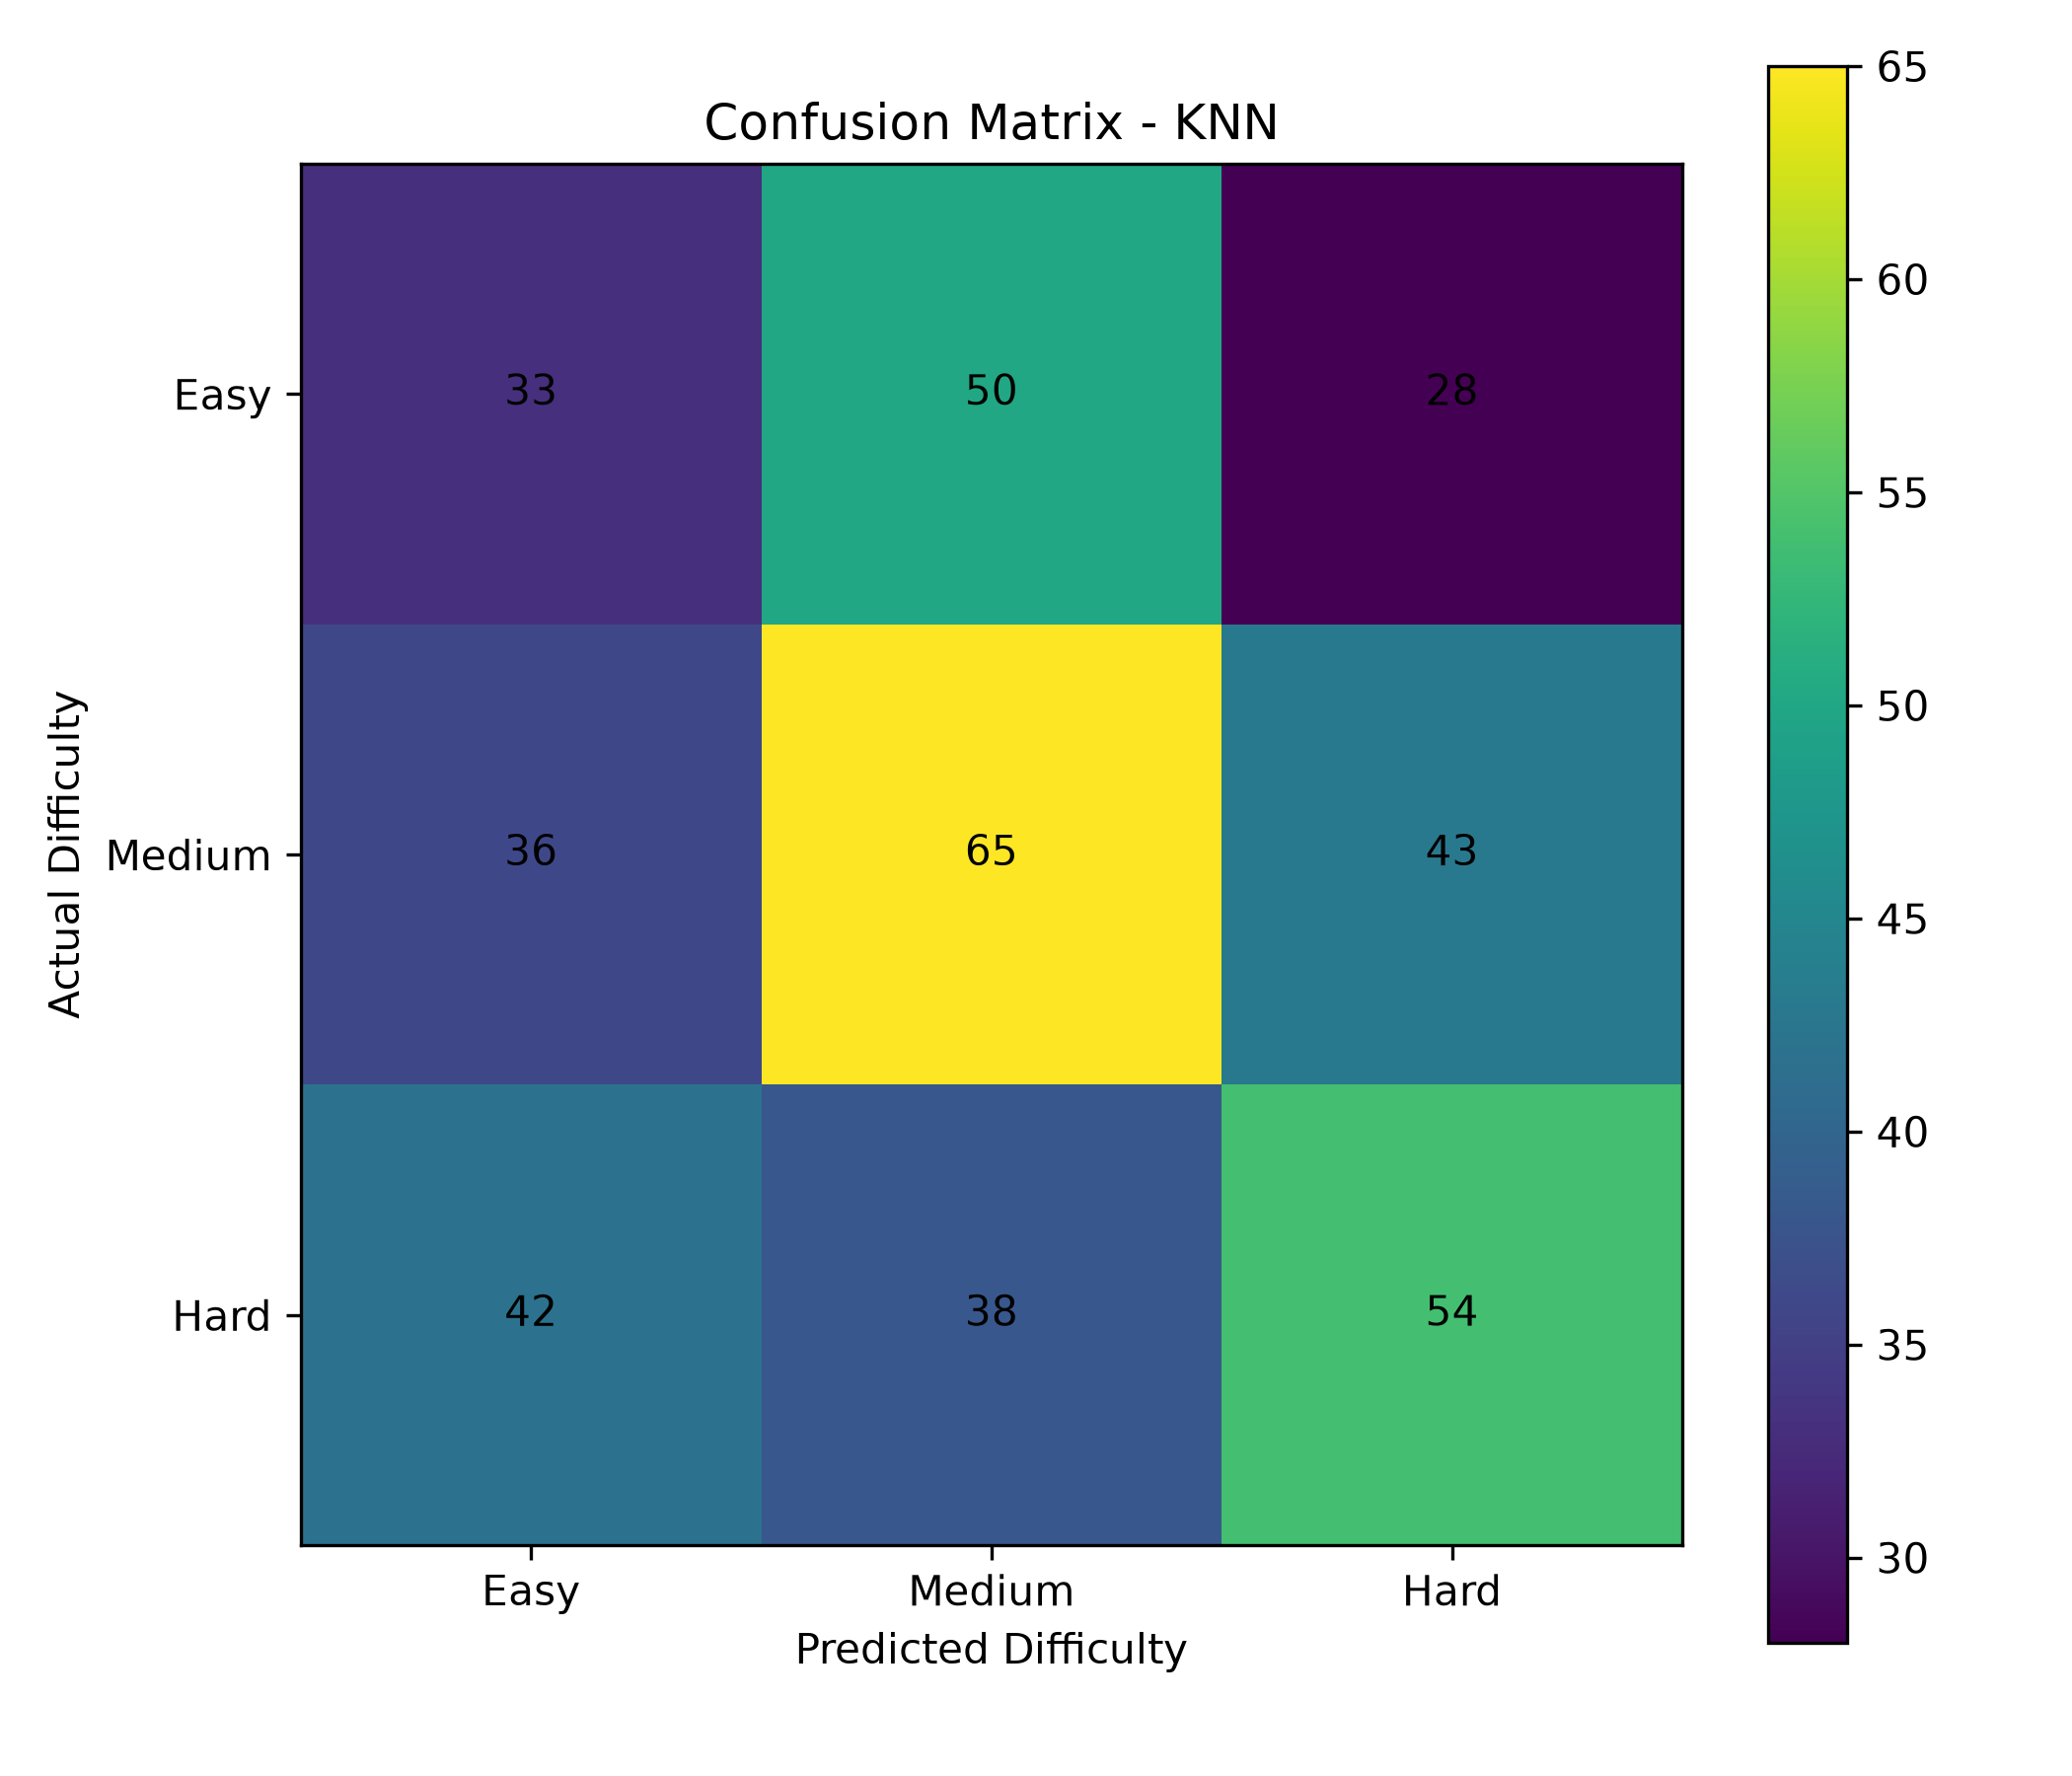 Confusion Matrix - KNN
Actual Difficulty
Easy 33 50 28
Medium 36 65 43
Hard 42 38 54
Easy Medium Hard
Predicted Difficulty
65
60
55
50
45
40
35
30